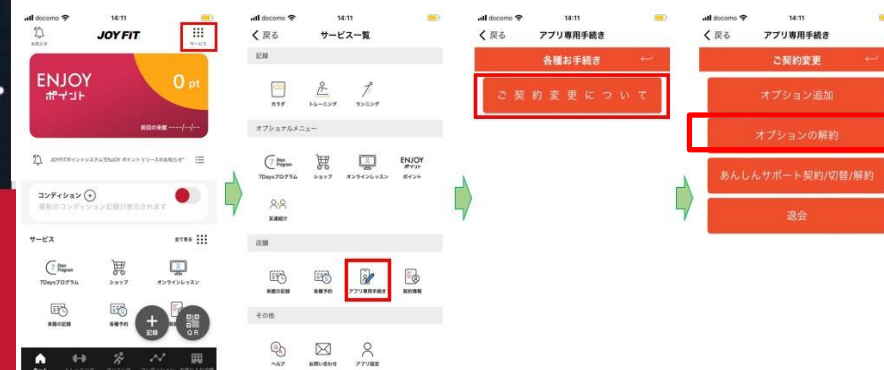 docomo 14:11
お知らせ
JOYFIT
サービス
ENJOY
ポイント
0 pt
前回の来館 ----/--/--
JOYFITポイントシステム"ENJOY ポイントリリースのお知らせ"
コンディション
最新のコンディション記録が表示されます
サービス
全て見る
7 Days Program
7Daysプログラム
ショップ
オンラインレッスン
来館の記録
各種予約
記録
QR
docomo 14:11
戻る サービス一覧
記録
カラダ
トレーニング
ランニング
オプショナルメニュー
7 Days Program
ENJOY
ポイント
7Daysプログラム
ショップ
オンラインレッスン
ポイント
友達紹介
店舗
来館の記録
各種予約
アプリ専用手続き
契約情報
その他
ヘルプ
お問い合わせ
アプリ設定
docomo 14:11
戻る アプリ専用手続き
各種お手続き
ご契約変更について
docomo 14:11
戻る アプリ専用手続き
ご契約変更
オプション追加
オプションの解約
あんしんサポート契約/切替/解約
退会